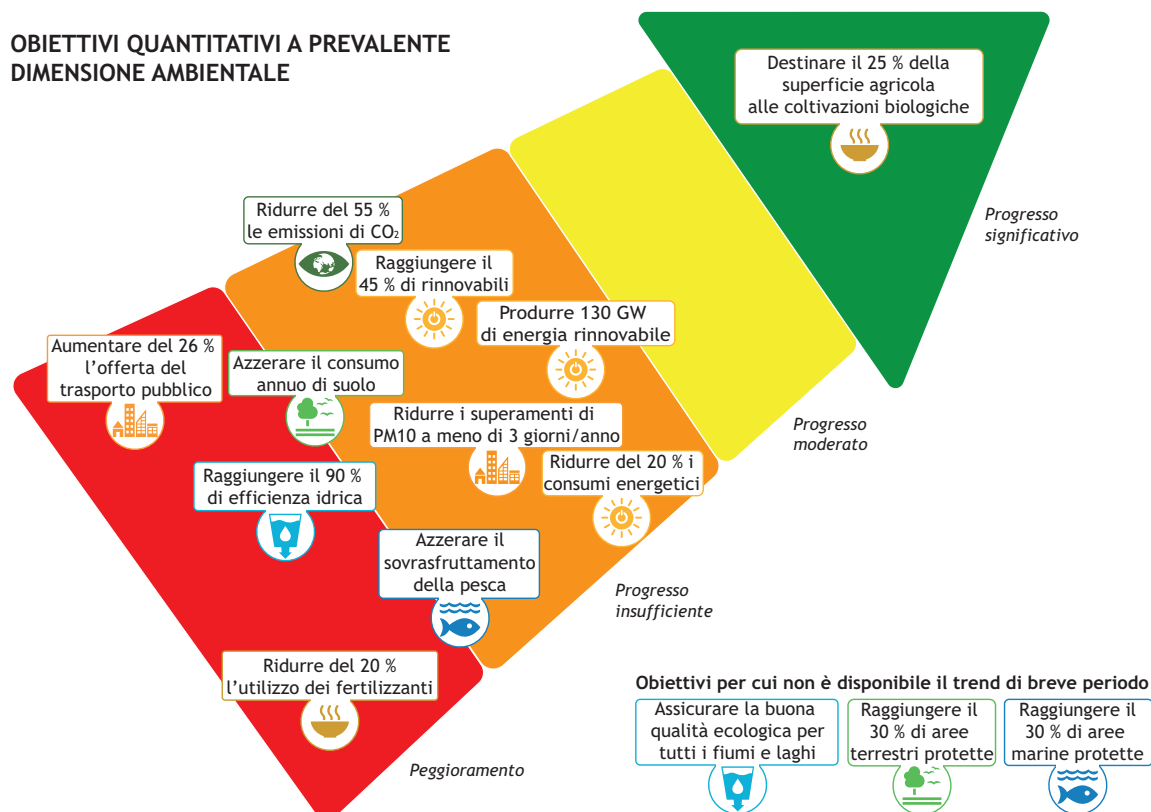 OBIETTIVI QUANTITATIVI A PREVALENTE
DIMENSIONE AMBIENTALE
Destinare il 25 % della
superficie agricola
alle coltivazioni biologiche
Progresso
significativo
Ridurre del 55 %
le emissioni di CO₂
Raggiungere il
45 % di rinnovabili
Produrre 130 GW
di energia rinnovabile
Aumentare del 26 %
l’offerta del
trasporto pubblico
Azzerare il consumo
annuo di suolo
Ridurre i superamenti di
PM10 a meno di 3 giorni/anno
Progresso
moderato
Raggiungere il 90 %
di efficienza idrica
Ridurre del 20 % i
consumi energetici
Azzerare il
sovrasfruttamento
della pesca
Progresso
insufficiente
Ridurre del 20 %
l’utilizzo dei fertilizzanti
Peggioramento
Obiettivi per cui non è disponibile il trend di breve periodo
Assicurare la buona
qualità ecologica per
tutti i fiumi e laghi
Raggiungere il
30 % di aree
terrestri protette
Raggiungere il
30 % di aree
marine protette